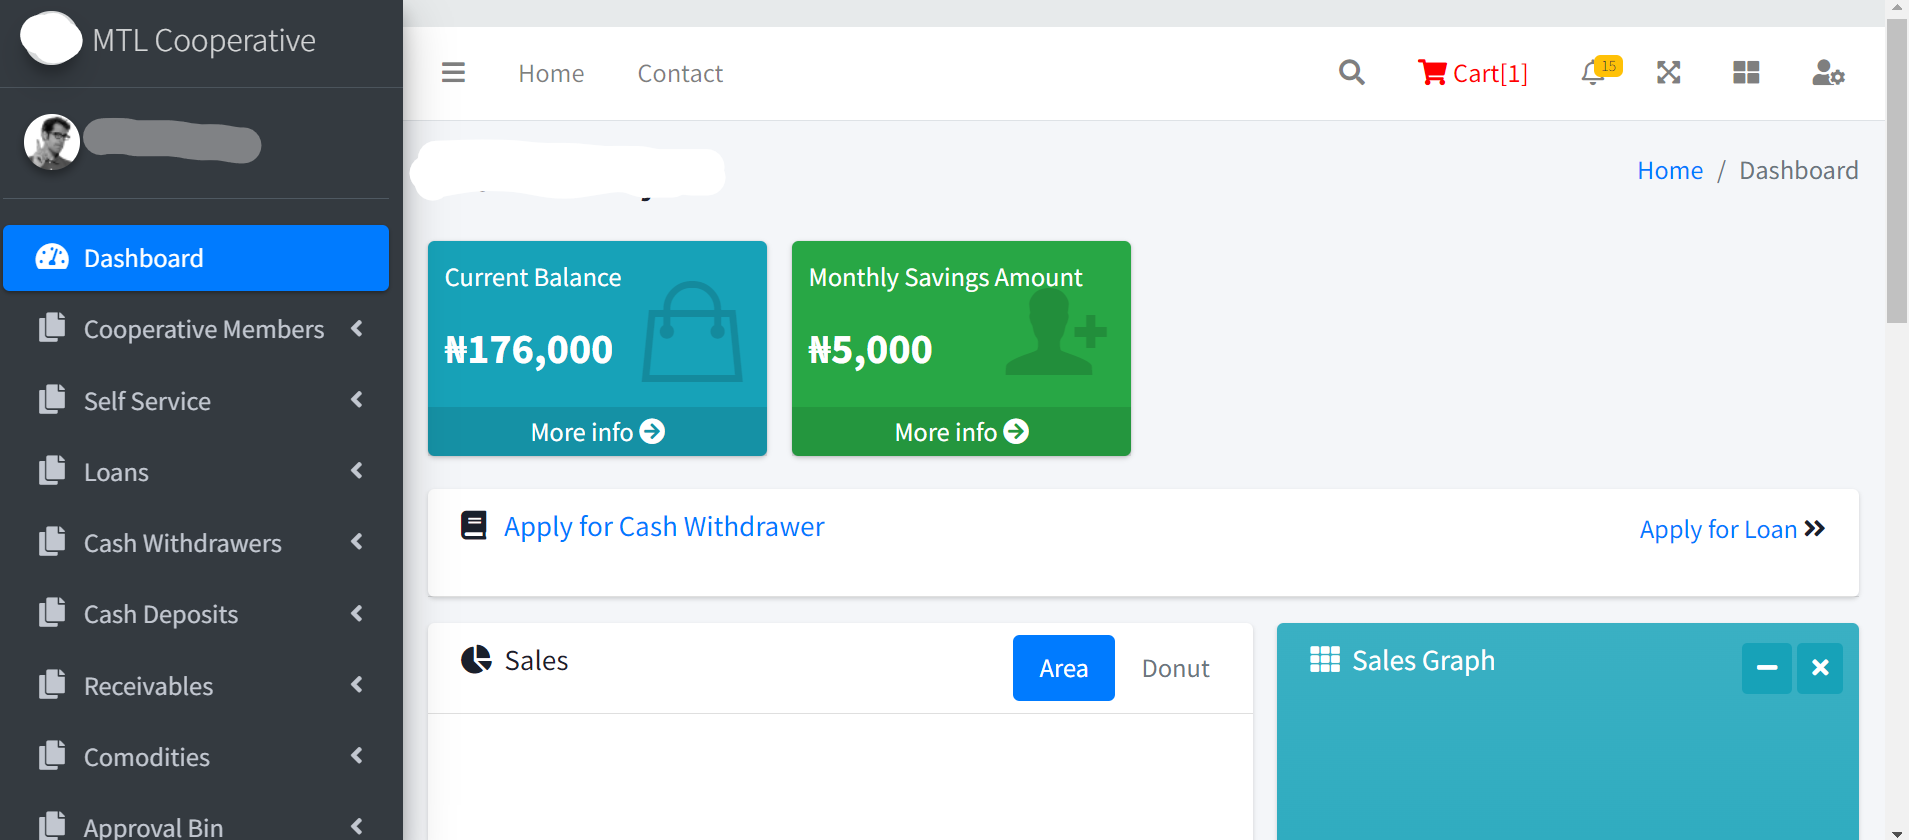 MTL Cooperative
Dashboard
Cooperative Members
Self Service
Loans
Cash Withdrawers
Cash Deposits
Receivables
Comodities
Approval Bin
Home
Contact
Cart[1]
15
Home / Dashboard
Current Balance
₦176,000
More info
Monthly Savings Amount
₦5,000
More info
Apply for Cash Withdrawer
Apply for Loan
Sales
Area
Donut
Sales Graph